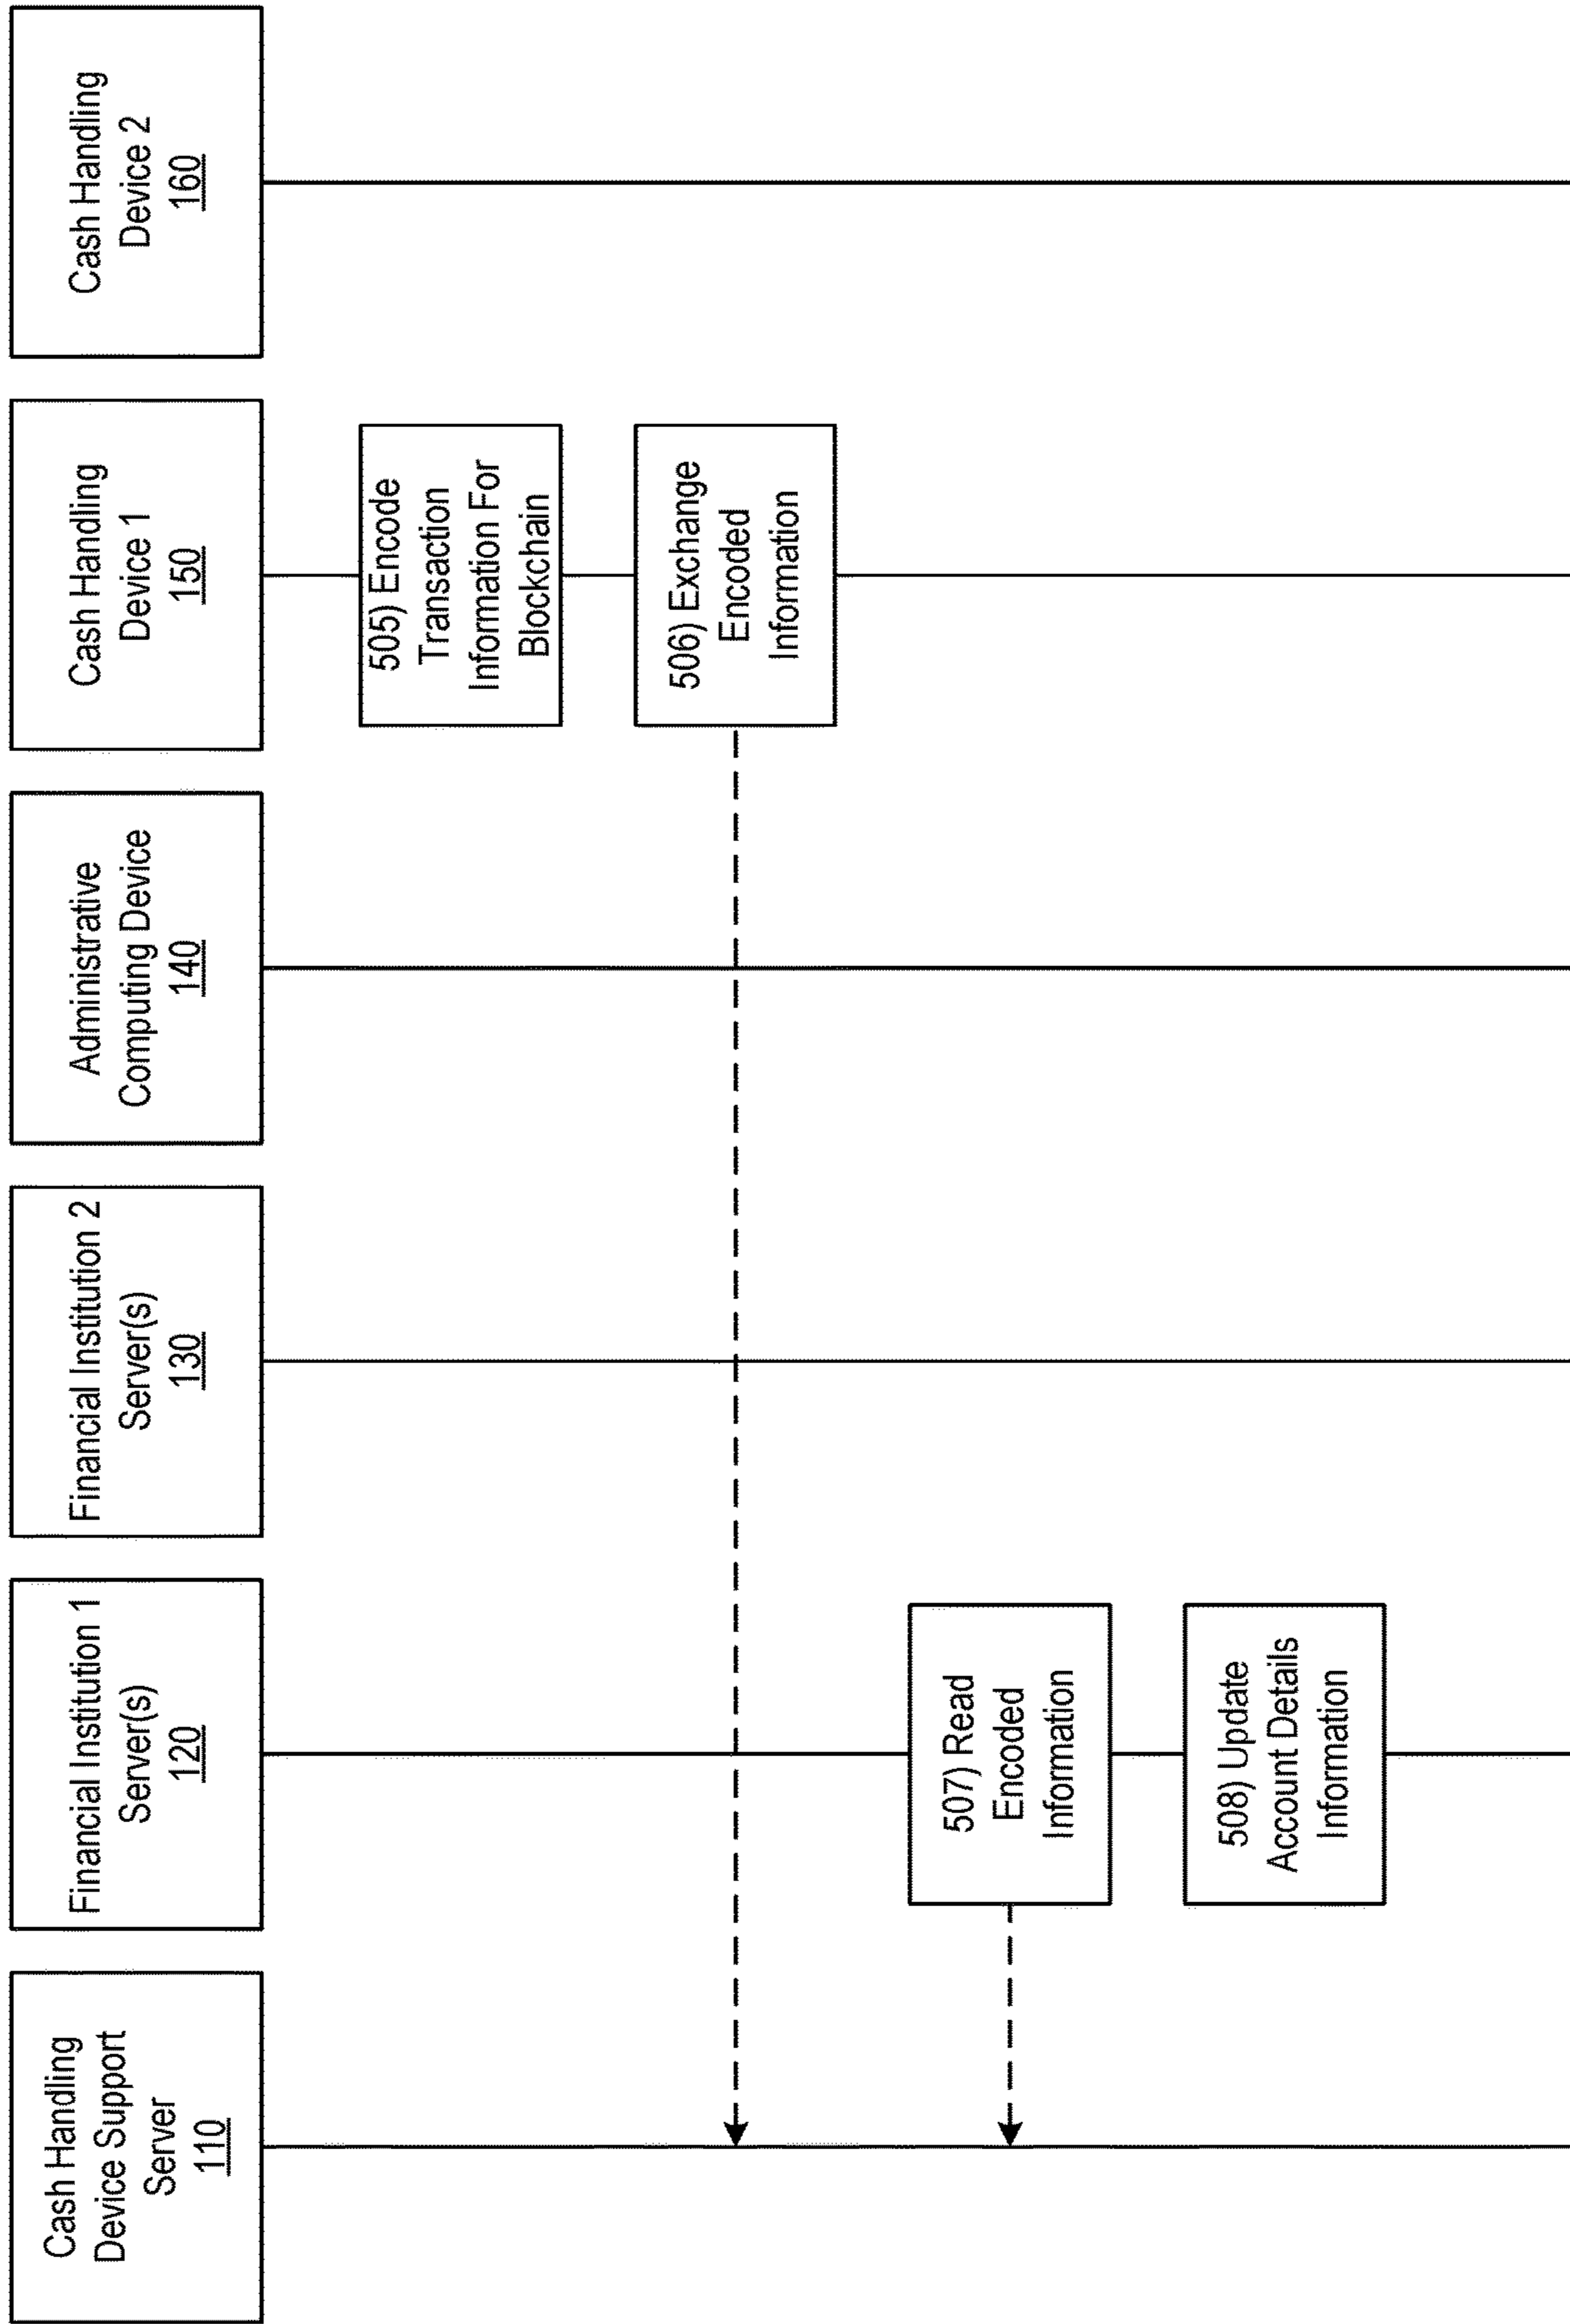 Cash Handling
Device Support
Server
110
Financial Institution 1
Server(s)
120
Financial Institution 2
Server(s)
130
Administrative
Computing Device
140
Cash Handling
Device 1
150
Cash Handling
Device 2
160
505) Encode
Transaction
Information For
Blockchain
506) Exchange
Encoded
Information
507) Read
Encoded
Information
508) Update
Account Details
Information